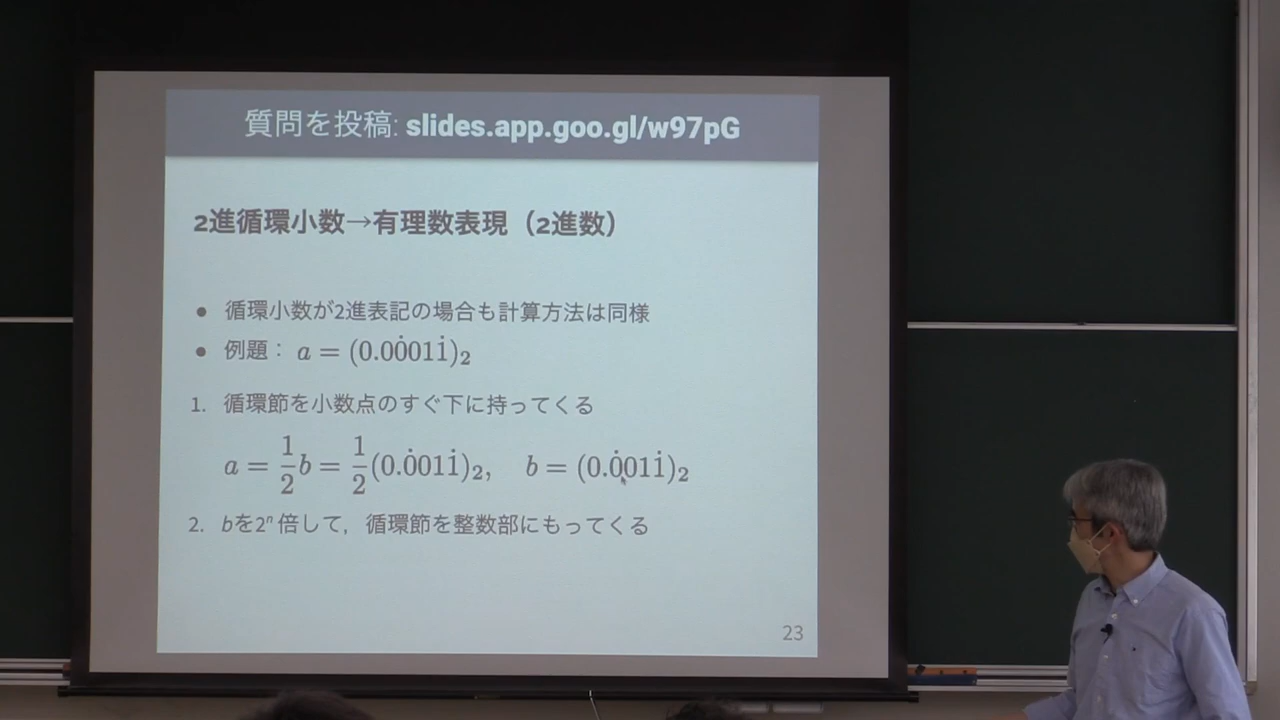 質問を投稿: slides.app.goo.gl/w97pG
2進循環小数→有理数表現（2進数）
● 循環小数が2進表記の場合も計算方法は同様
● 例題： a = (0.00̇011̇)₂
1. 循環節を小数点のすぐ下に持ってくる
a = 1/2 b = 1/2 (0.0̇011̇)₂, b = (0.0̇011̇)₂
2. bを2ⁿ倍して，循環節を整数部にもってくる
23